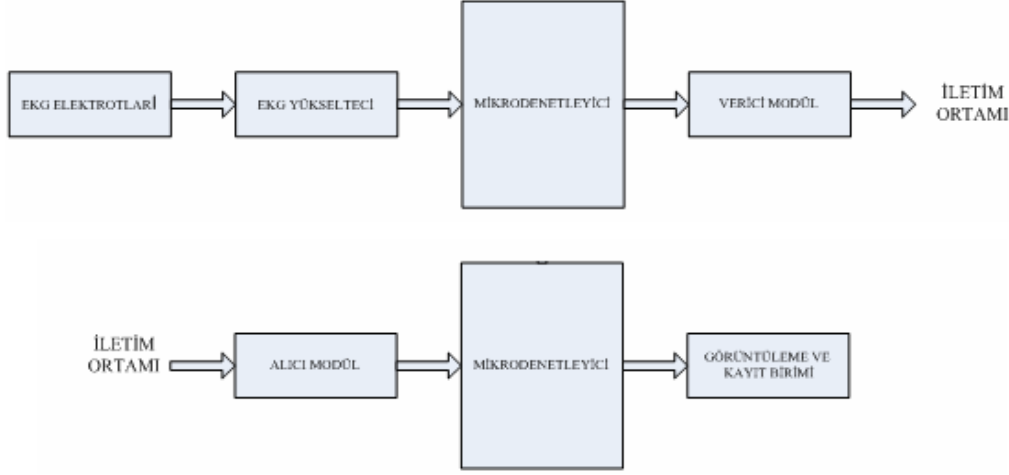 EKG ELEKTROTLARİ
EKG YÜKSELTECİ
MİKRODENETLEYİCİ
VERİCİ MODÜL
İLETİM
ORTAMI
İLETİM
ORTAMI
ALICI MODÜL
MİKRODENETLEYİCİ
GÖRÜNTÜLEME VE
KAYIT BİRİMİ